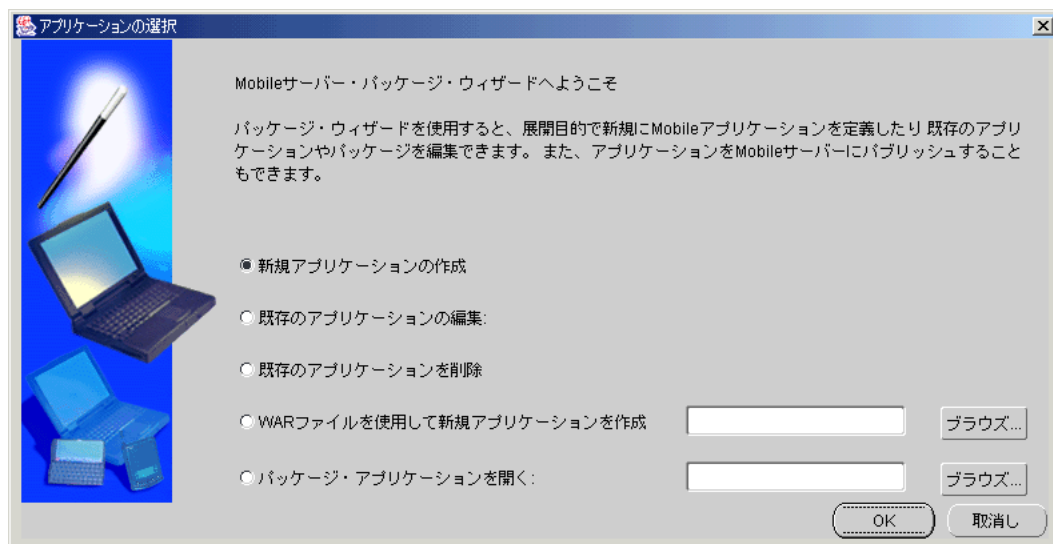 アプリケーションの選択
Mobileサーバー・パッケージ・ウィザードへようこそ
パッケージ・ウィザードを使用すると、展開目的で新規にMobileアプリケーションを定義したり 既存のアプリ
ケーションやパッケージを編集できます。 また、アプリケーションをMobileサーバーにパブリッシュすること
もできます。
新規アプリケーションの作成
既存のアプリケーションの編集:
既存のアプリケーションを削除
WARファイルを使用して新規アプリケーションを作成 ブラウズ...
パッケージ・アプリケーションを開く: ブラウズ...
OK 取消し